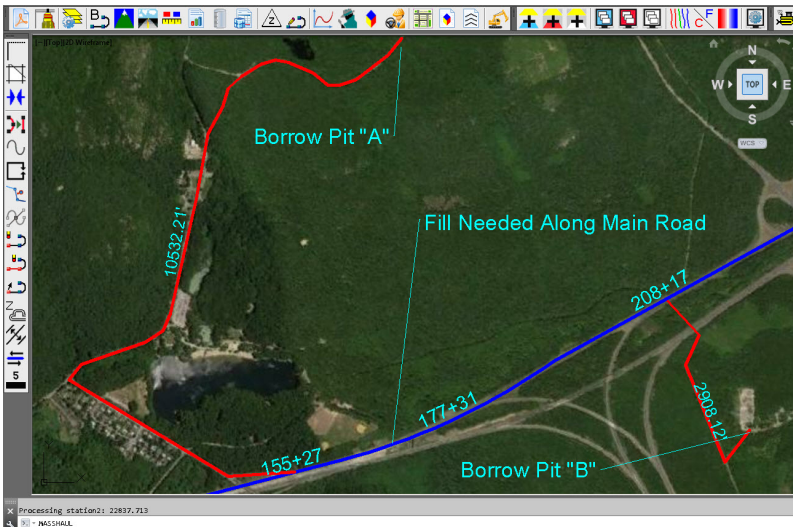 [-][Top][2D Wireframe]
N
W
TOP
E
S
WCS
Borrow Pit "A"
Fill Needed Along Main Road
10532.21'
208+17
177+31
2908.12'
155+27
Borrow Pit "B"
5
Processing station2: 22837.713
MASSHAUL